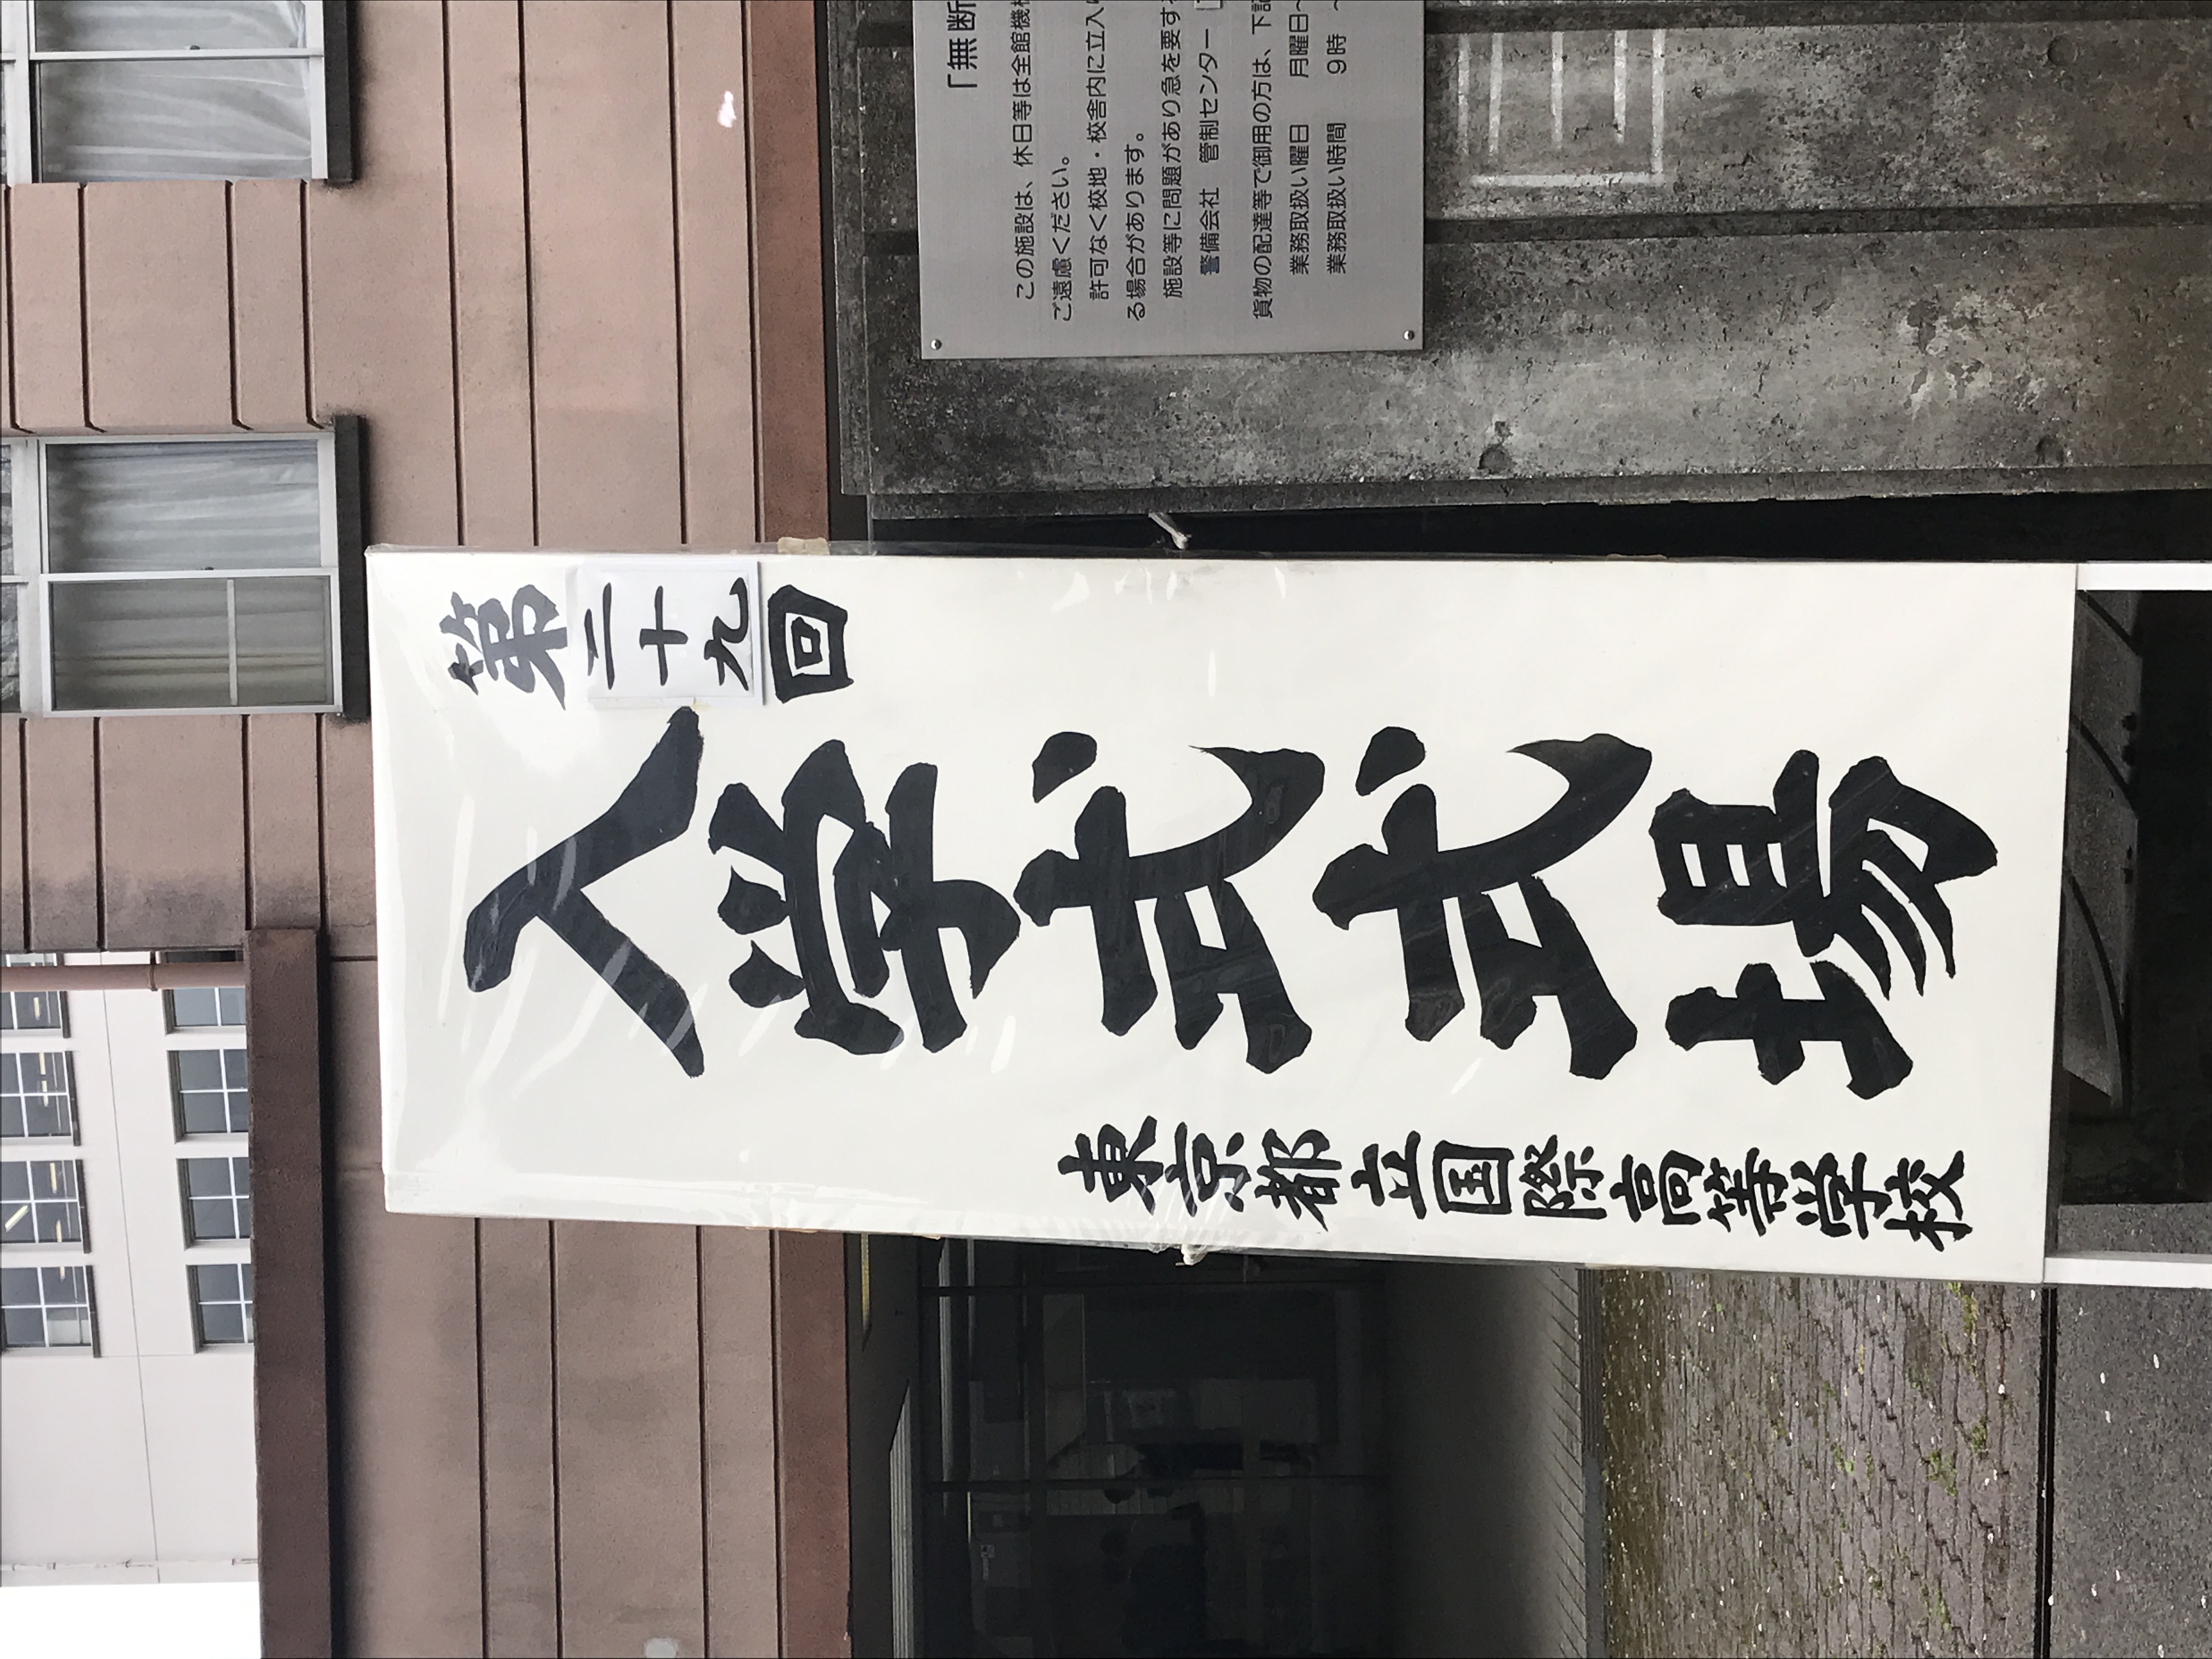 第二十九回
入学式式場
東京都立国際高等学校
「無断
この施設は、休日等は全館機械
ご遠慮ください。
許可なく校地・校舎内に立入
る場合があります。
施設等に問題があり急を要す
警備会社 管制センター
貨物の配達等で御用の方は、下記
業務取扱い曜日 月曜日~
業務取扱い時間 9時 ~